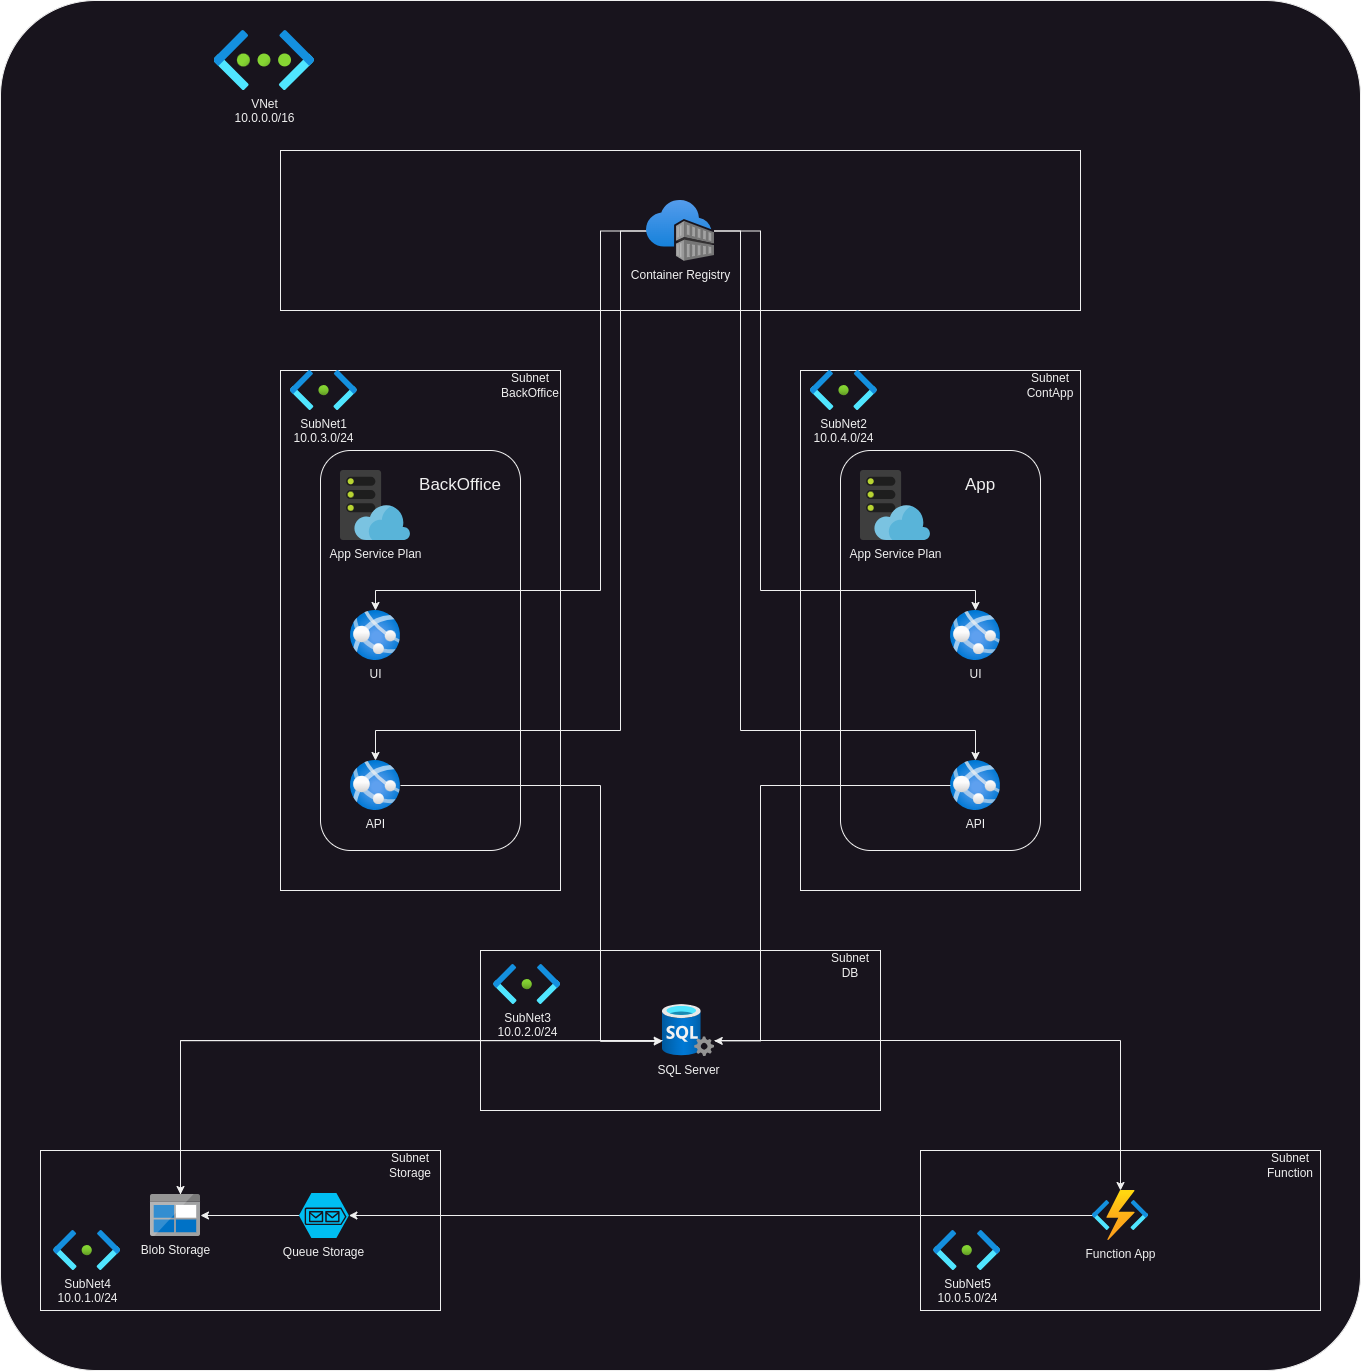 VNet
10.0.0.0/16
Container Registry
Subnet
BackOffice
SubNet1
10.0.3.0/24
BackOffice
App Service Plan
UI
API
Subnet
ContApp
SubNet2
10.0.4.0/24
App
App Service Plan
UI
API
Subnet
DB
SubNet3
10.0.2.0/24
SQL
SQL Server
Subnet
Storage
Blob Storage
Queue Storage
SubNet4
10.0.1.0/24
Subnet
Function
Function App
SubNet5
10.0.5.0/24